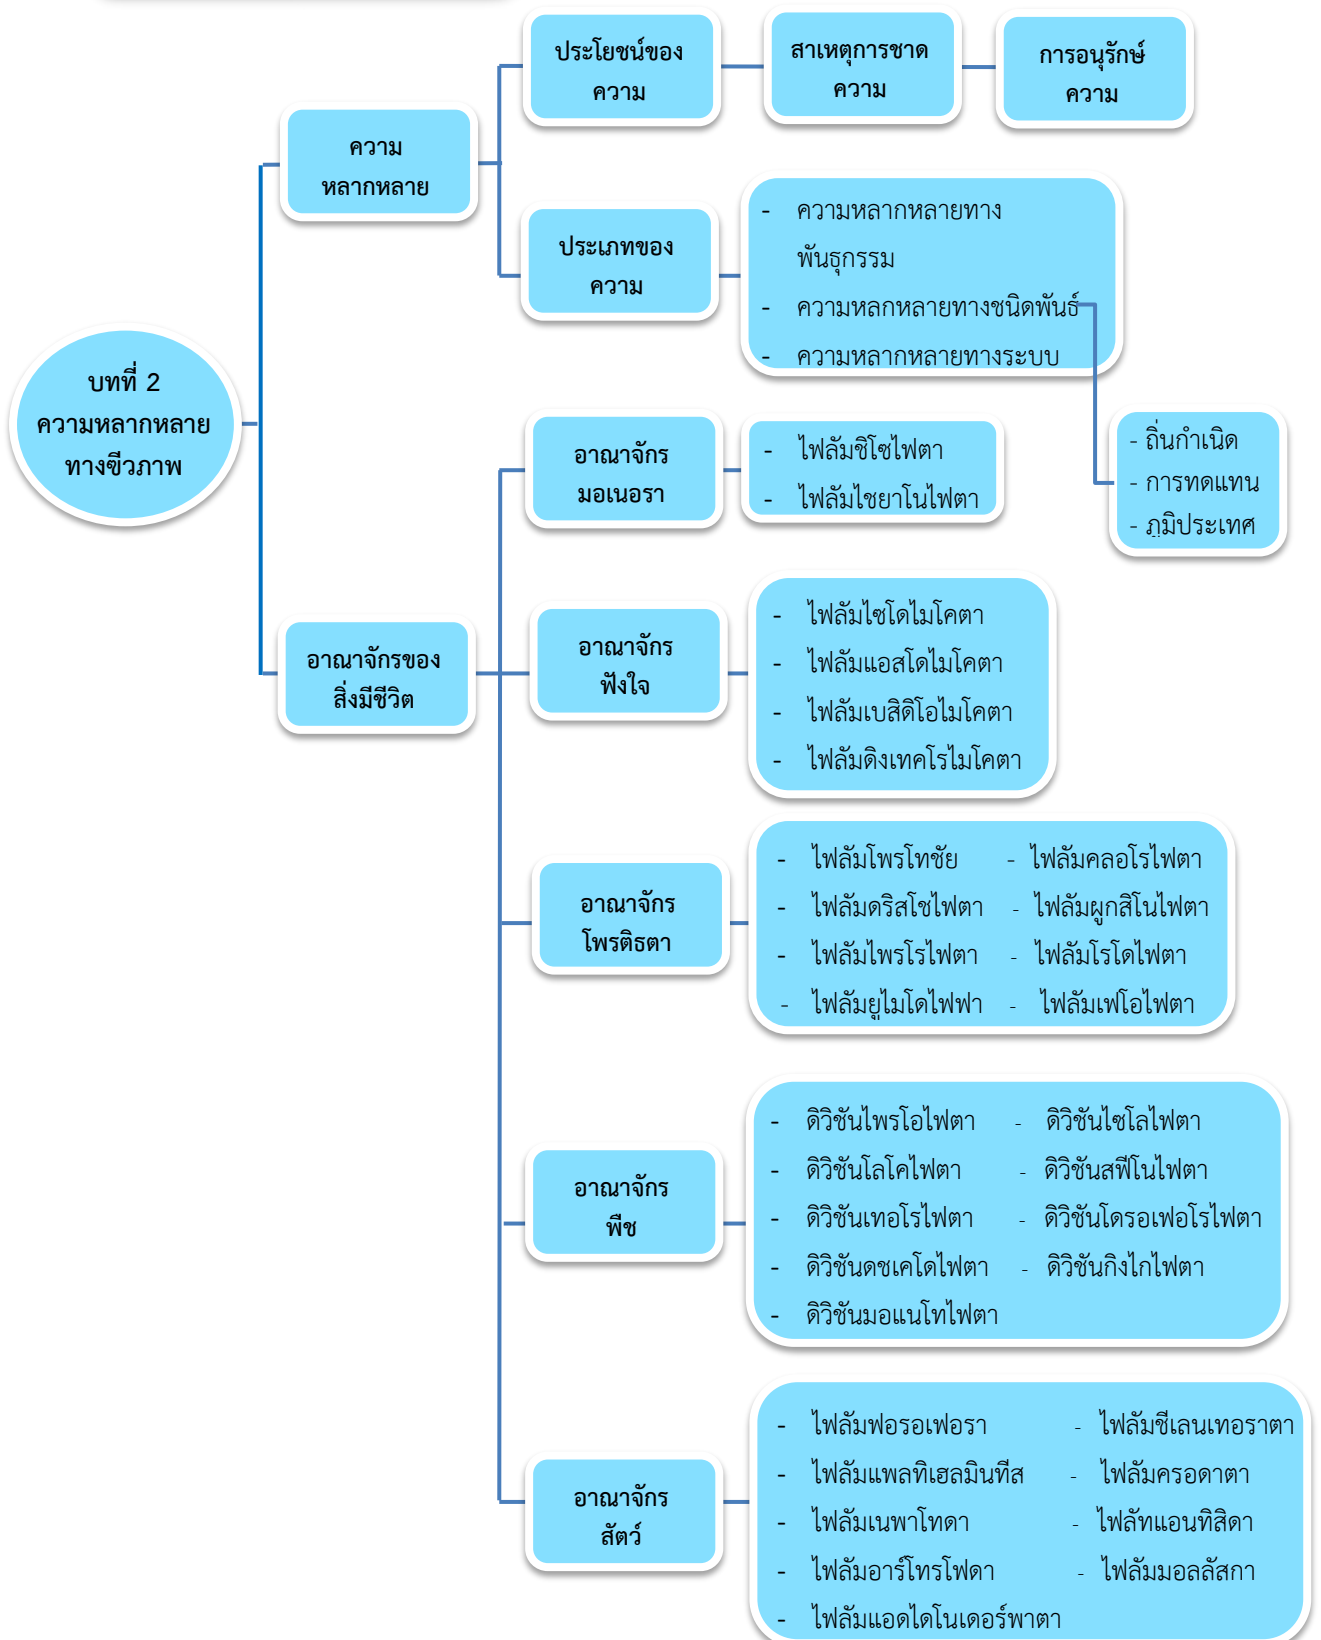 ประโยชน์ของ
ความ
สาเหตุการชาด
ความ
การอนุรักษ์
ความ
ความ
หลากหลาย
ประเภทของ
ความ
- ความหลากหลายทาง
พันธุกรรม
- ความหลกหลายทางชนิดพันธ์
- ความหลากหลายทางระบบ
บทที่ 2
ความหลากหลาย
ทางชีวภาพ
- ถิ่นกำเนิด
- การทดแทน
- ภูมิประเทศ
อาณาจักร
มอเนอรา
- ไฟลัมชิโซไฟตา
- ไฟลัมไซยาโนไฟตา
อาณาจักรของ
สิ่งมีชีวิต
อาณาจักร
ฟังใจ
- ไฟลัมไซโดไมโคตา
- ไฟลัมแอสโดไมโคตา
- ไฟลัมเบสิดิโอไมโคตา
- ไฟลัมดิงเทคโรไมโคตา
อาณาจักร
โพรติธตา
- ไฟลัมโพรโทซัย - ไฟลัมคลอโรไฟตา
- ไฟลัมดริสโซไฟตา - ไฟลัมผูกสิโนไฟตา
- ไฟลัมไพรโรไฟตา - ไฟลัมโรโดไฟตา
- ไฟลัมยูไมโดไฟฟา - ไฟลัมเฟโอไฟตา
อาณาจักร
พืช
- ดิวิชันไพรโอไฟตา - ดิวิชันไซโลไฟตา
- ดิวิชันโลโคไฟตา - ดิวิชันสฟีโนไฟตา
- ดิวิชันเทอโรไฟตา - ดิวิชันโดรอเฟอโรไฟตา
- ดิวิชันดซเคโดไฟตา - ดิวิชันกิงไกไฟตา
- ดิวิชันมอแนโทไฟตา
อาณาจักร
สัตว์
- ไฟลัมฟอรอเฟอรา - ไฟลัมซีเลนเทอราตา
- ไฟลัมแพลทิเฮลมินทีส - ไฟลัมครอดาตา
- ไฟลัมเนพาโทดา - ไฟลัทแอนทิสิดา
- ไฟลัมอาร์โทรโฟดา - ไฟลัมมอลลัสกา
- ไฟลัมแอดไดโนเดอร์พาตา